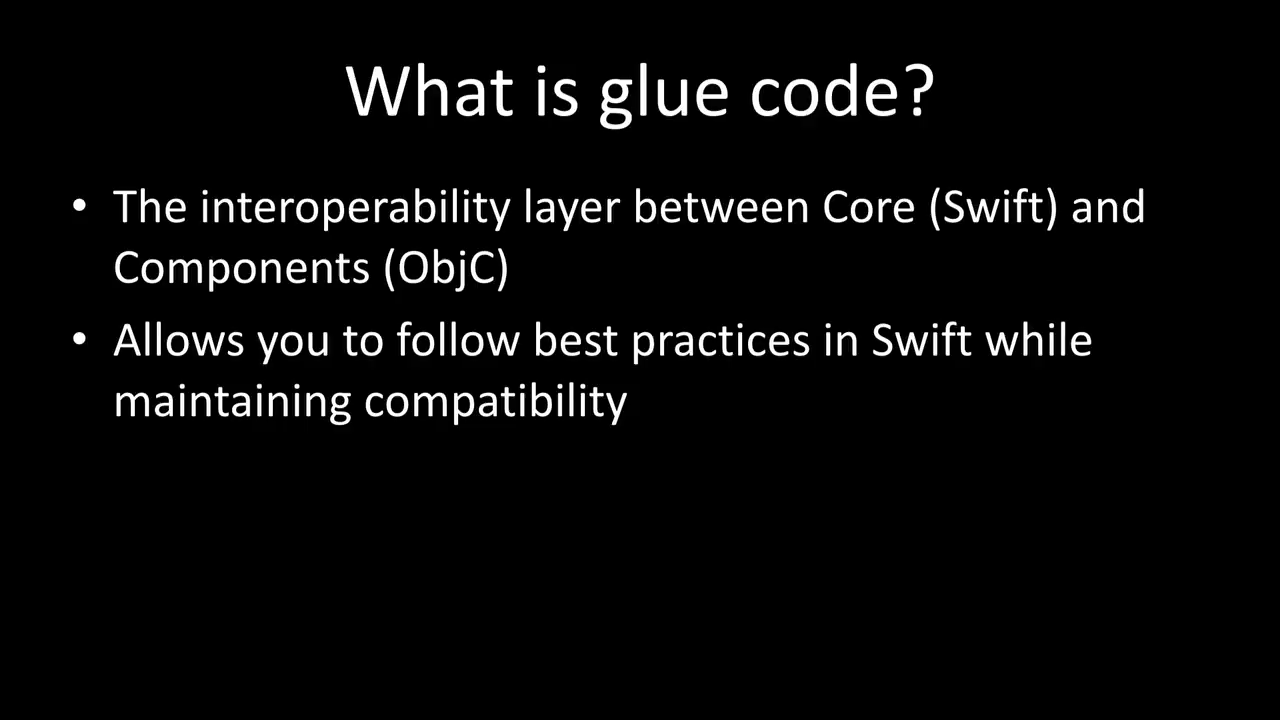 What is glue code?
• The interoperability layer between Core (Swift) and
Components (ObjC)
• Allows you to follow best practices in Swift while
maintaining compatibility